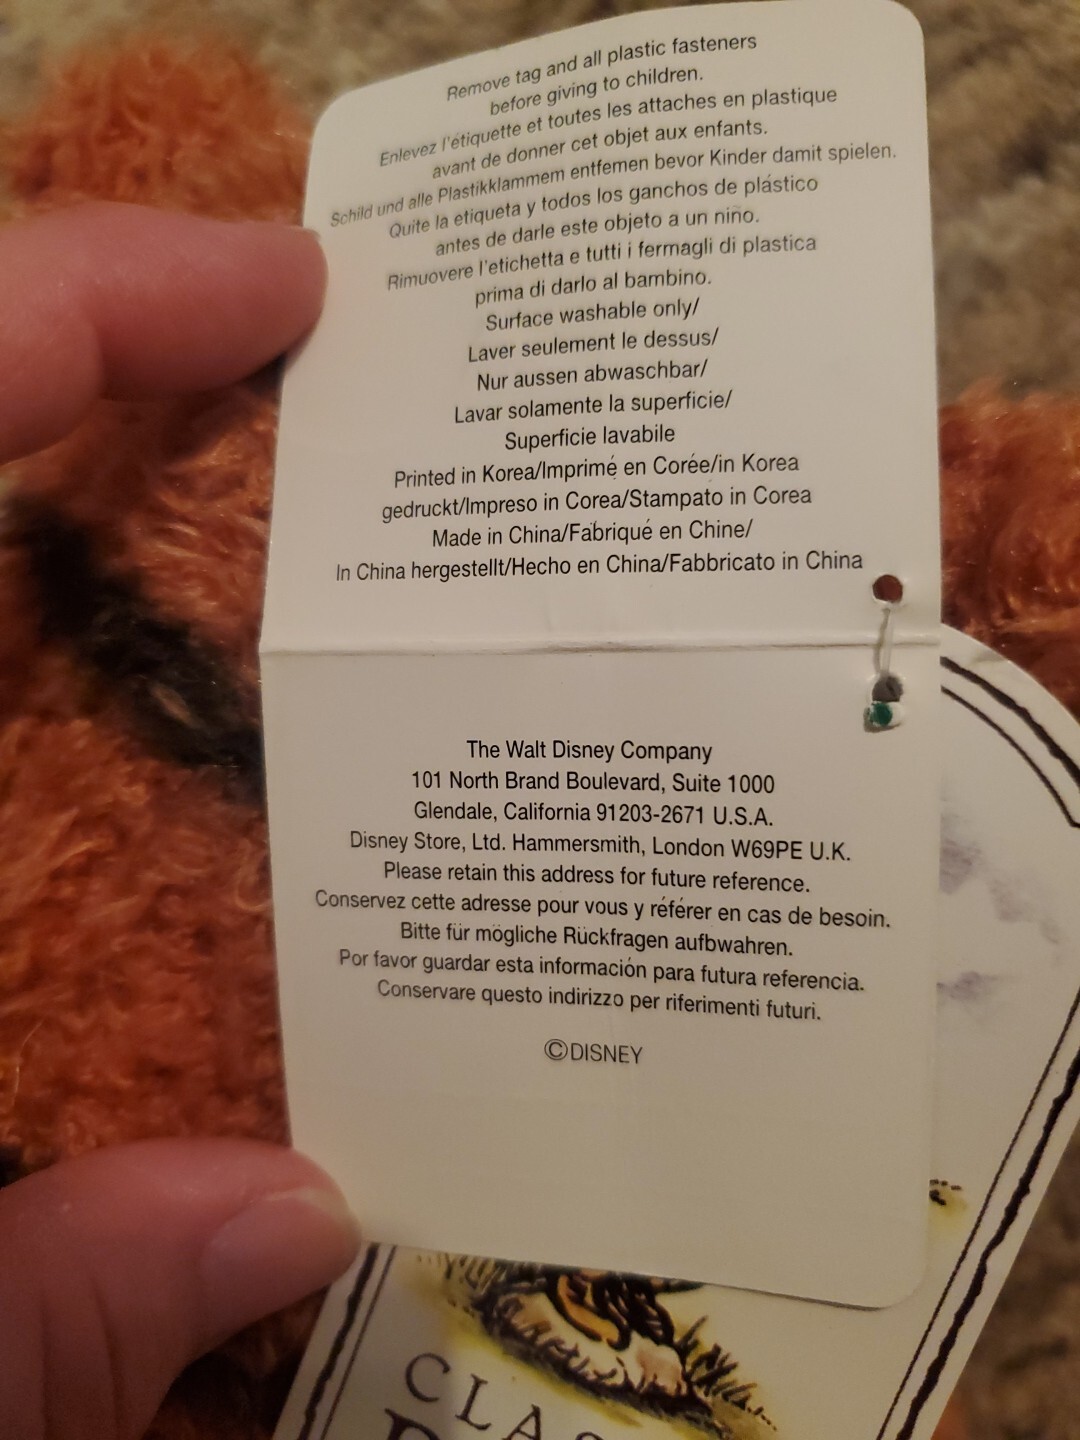 Remove tag and all plastic fasteners
before giving to children.
Enlevez l'étiquette et toutes les attaches en plastique
avant de donner cet objet aux enfants.
Schild und alle Plastikklammem entfemen bevor Kinder damit spielen.
Quite la etiqueta y todos los ganchos de plástico
antes de darle este objeto a un nino.
Rimuovere l'etichetta e tutti i fermagli di plastica
prima di darlo al bambino.
Surface washable only/
Laver seulement le dessus/
Nur aussen abwaschbar/
Lavar solamente la superficie/
Superficie lavabile
Printed in Korea/Imprimé en Corée/in Korea
gedruckt/Impreso in Corea/Stampato in Corea
Made in China/Fabriqué en Chine/
In China hergestellt/Hecho en China/Fabbricato in China
The Walt Disney Company
101 North Brand Boulevard, Suite 1000
Glendale, California 91203-2671 U.S.A.
Disney Store, Ltd. Hammersmith, London W69PE U.K.
Please retain this address for future reference.
Conservez cette adresse pour vous y référer en cas de besoin.
Bitte für mögliche Rückfragen aufbwahren.
Por favor guardar esta información para futura referencia.
Conservare questo indirizzo per riferimenti futuri.
©DISNEY